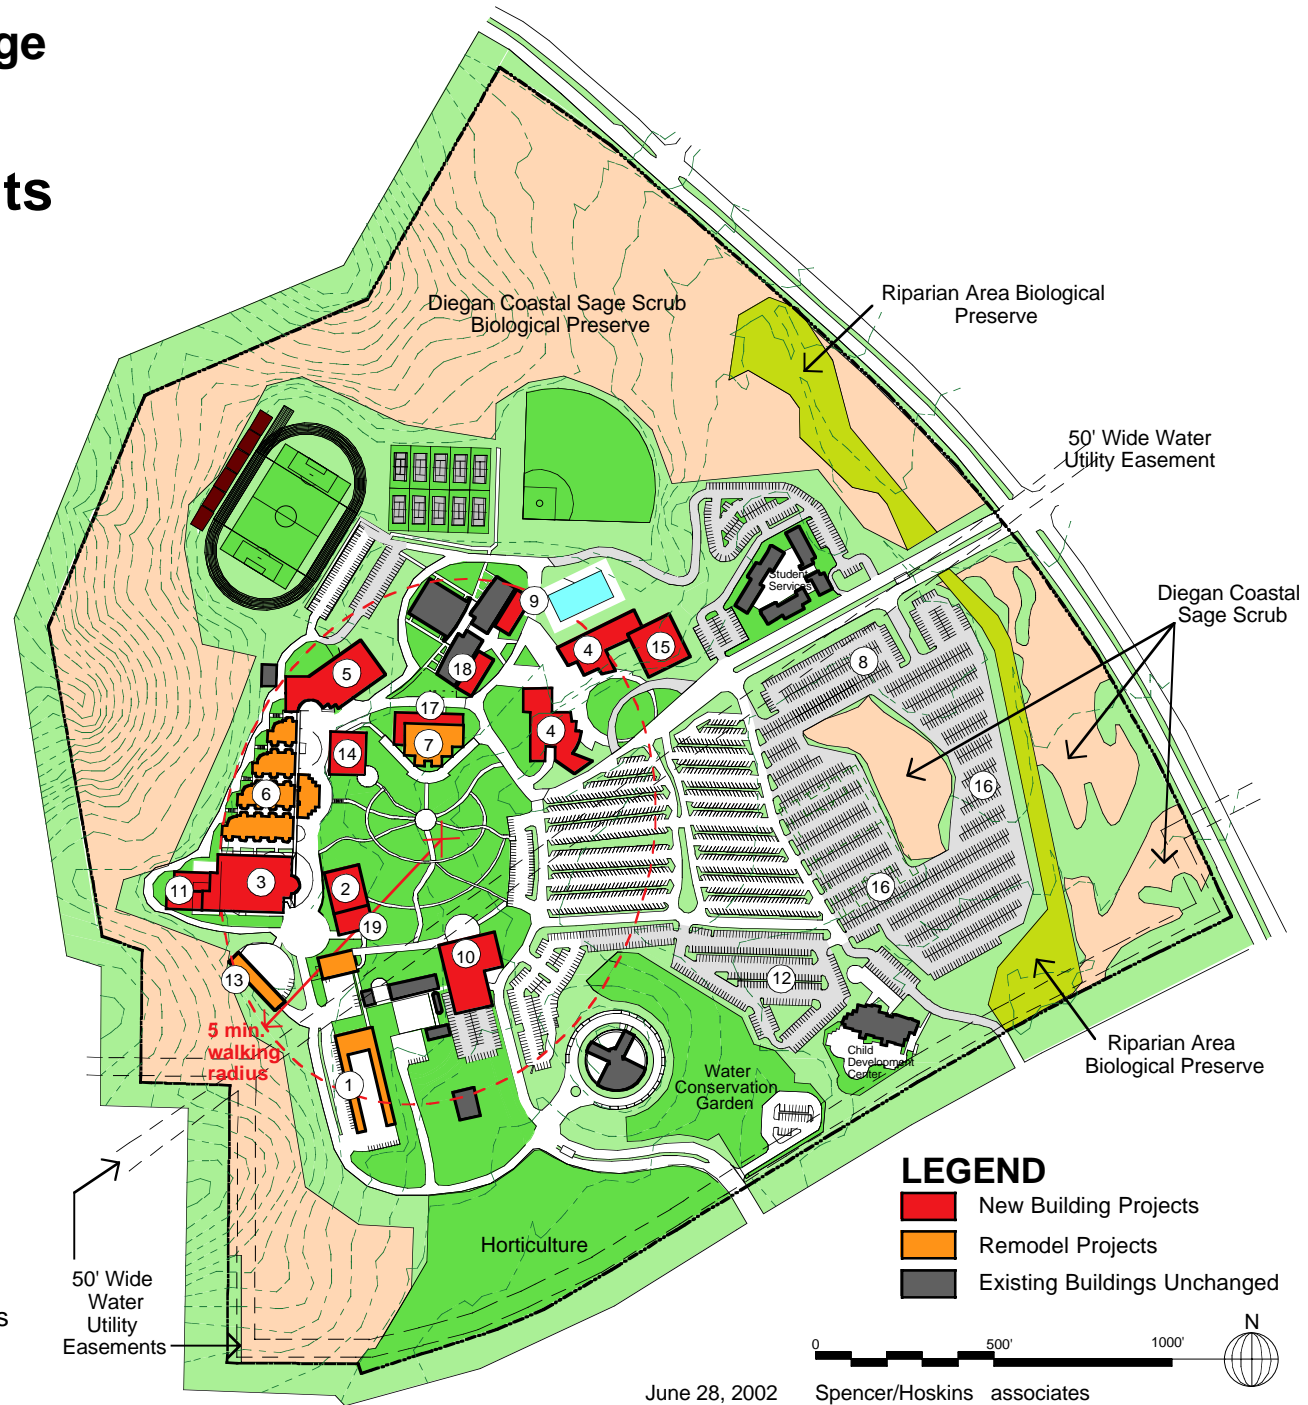 ge
ts
Diegan Coastal Sage Scrub
Biological Preserve
Riparian Area Biological
Preserve
50' Wide Water
Utility Easement
Diegan Coastal
Sage Scrub
Student
Services
9
4
15
18
5
8
17
4
7
14
16
6
16
3
2
11
19
10
12
13
5 min.
walking
radius
1
Child
Development
Center
Water
Conservation
Garden
Riparian Area
Biological Preserve
Horticulture
50' Wide
Water
Utility
Easements
s
LEGEND
New Building Projects
Remodel Projects
Existing Buildings Unchanged
N
0 500' 1000'
June 28, 2002 Spencer/Hoskins associates